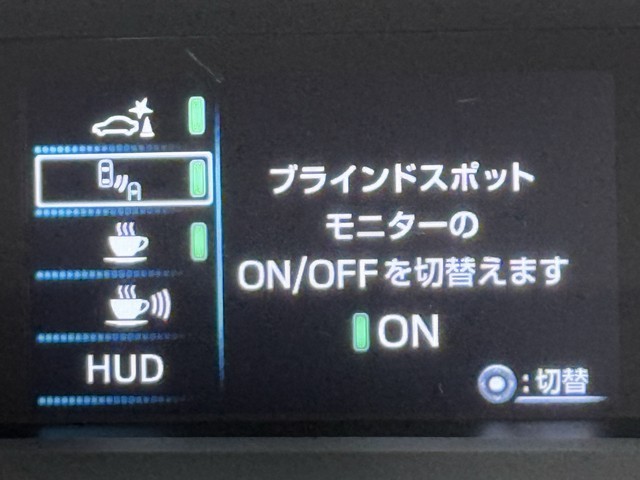 ブラインドスポット
モニターの
ON/OFFを切替えます
ON
HUD
:切替